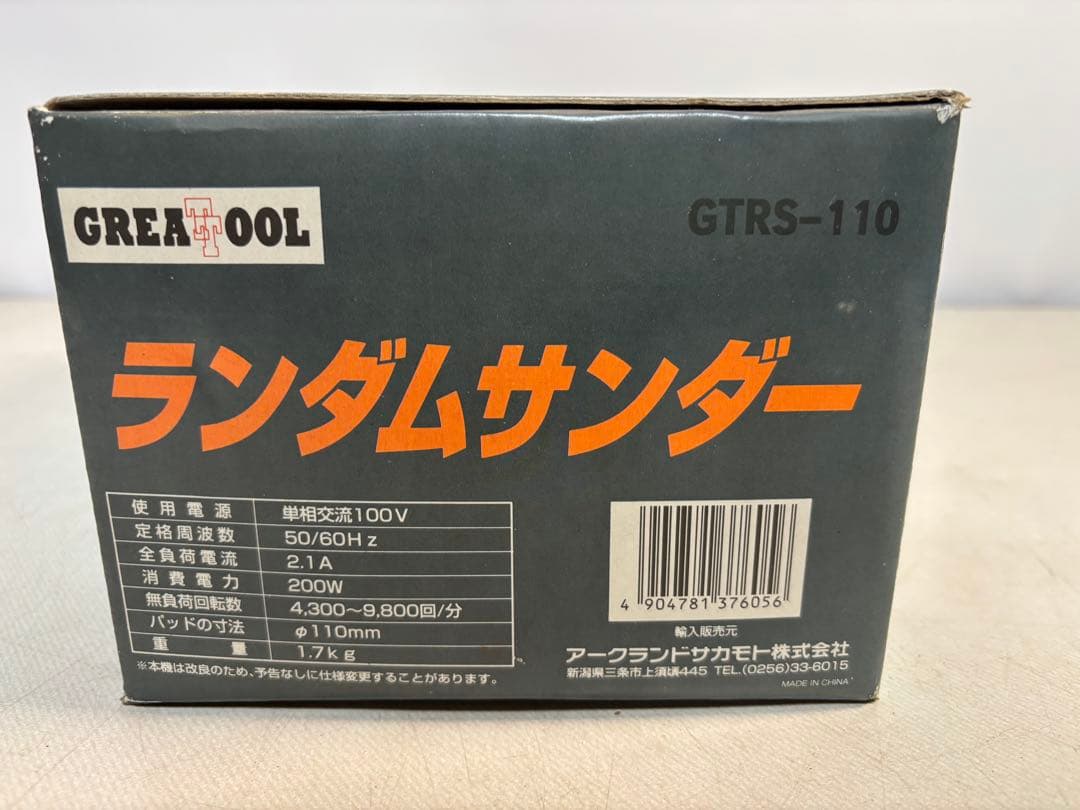 GREATOOL
GTRS-110
ランダムサンダー
使用電源 単相交流100V
定格周波数 50/60Hz
全負荷電流 2.1A
消費電力 200W
無負荷回転数 4,300～9,800回/分
パッドの寸法 φ110mm
重量 1.7kg
※本機は改良のため、予告なしに仕様変更することがあります。
4 904781 376056
輸入販売元
アークランドサカモト株式会社
新潟県三条市上須頃445 TEL.(0256)33-6015
MADE IN CHINA